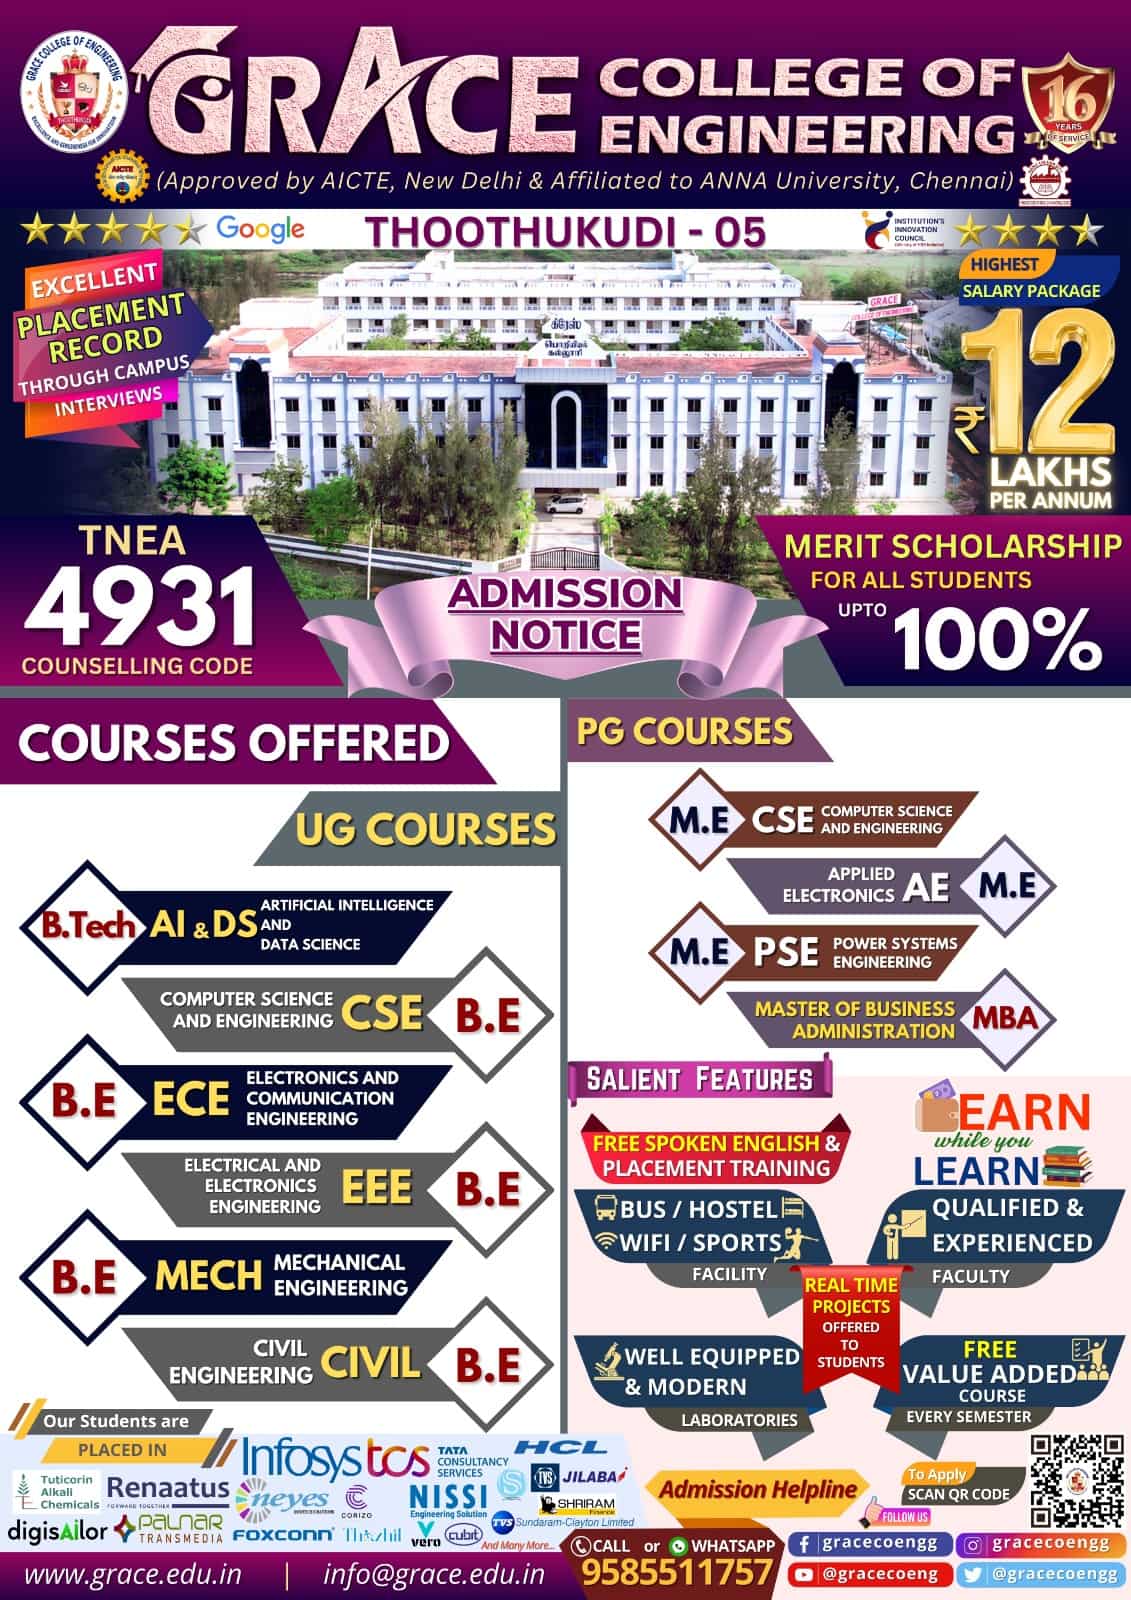 GRACE COLLEGE OF ENGINEERING
THOOTHUKUDI
GRACE
COLLEGE OF
ENGINEERING
16
YEARS
OF SERVICE
AICTE
(Approved by AICTE, New Delhi & Affiliated to ANNA University, Chennai)
Google
THOOTHUKUDI - 05
INSTITUTION'S
INNOVATION
COUNCIL
EXCELLENT
PLACEMENT
RECORD
THROUGH CAMPUS
INTERVIEWS
கிரேஸ்
பொறியியல்
கல்லூரி
GRACE
COLLEGE OF ENGINEERING
HIGHEST
SALARY PACKAGE
₹12
LAKHS
PER ANNUM
TNEA
4931
COUNSELLING CODE
ADMISSION
NOTICE
MERIT SCHOLARSHIP
FOR ALL STUDENTS
UPTO 100%
COURSES OFFERED
UG COURSES
B.Tech AI & DS ARTIFICIAL INTELLIGENCE
AND
DATA SCIENCE
COMPUTER SCIENCE
AND ENGINEERING CSE B.E
B.E ECE ELECTRONICS AND
COMMUNICATION
ENGINEERING
ELECTRICAL AND
ELECTRONICS
ENGINEERING EEE B.E
B.E MECH MECHANICAL
ENGINEERING
CIVIL
ENGINEERING CIVIL B.E
PG COURSES
M.E CSE COMPUTER SCIENCE
AND ENGINEERING
APPLIED
ELECTRONICS AE M.E
M.E PSE POWER SYSTEMS
ENGINEERING
MASTER OF BUSINESS
ADMINISTRATION MBA
SALIENT FEATURES
FREE SPOKEN ENGLISH &
PLACEMENT TRAINING
EARN
while you
LEARN
BUS / HOSTEL
WIFI / SPORTS
FACILITY
QUALIFIED &
EXPERIENCED
FACULTY
REAL TIME
PROJECTS
OFFERED
TO
STUDENTS
WELL EQUIPPED
& MODERN
LABORATORIES
FREE
VALUE ADDED
COURSE
EVERY SEMESTER
Our Students are
PLACED IN
Infosys
tcs TATA
CONSULTANCY
SERVICES
HCL
Tuticorin
Alkali
Chemicals
Renaatus
FORWARD TOGETHER
neyes
CORIZO
NISSI
Engineering Solution
TVS
JILABA
SHRIRAM
Finance
digisAilor
PALNAR
TRANSMEDIA
FOXCONN
Thozhil
vero
cubit
TVS Sundaram-Clayton Limited
And Many More...
Admission Helpline
To Apply
SCAN QR CODE
FOLLOW US
CALL or WHATSAPP
9585511757
gracecoengg
gracecoengg
@gracecoeng
@gracecoengg
www.grace.edu.in | info@grace.edu.in